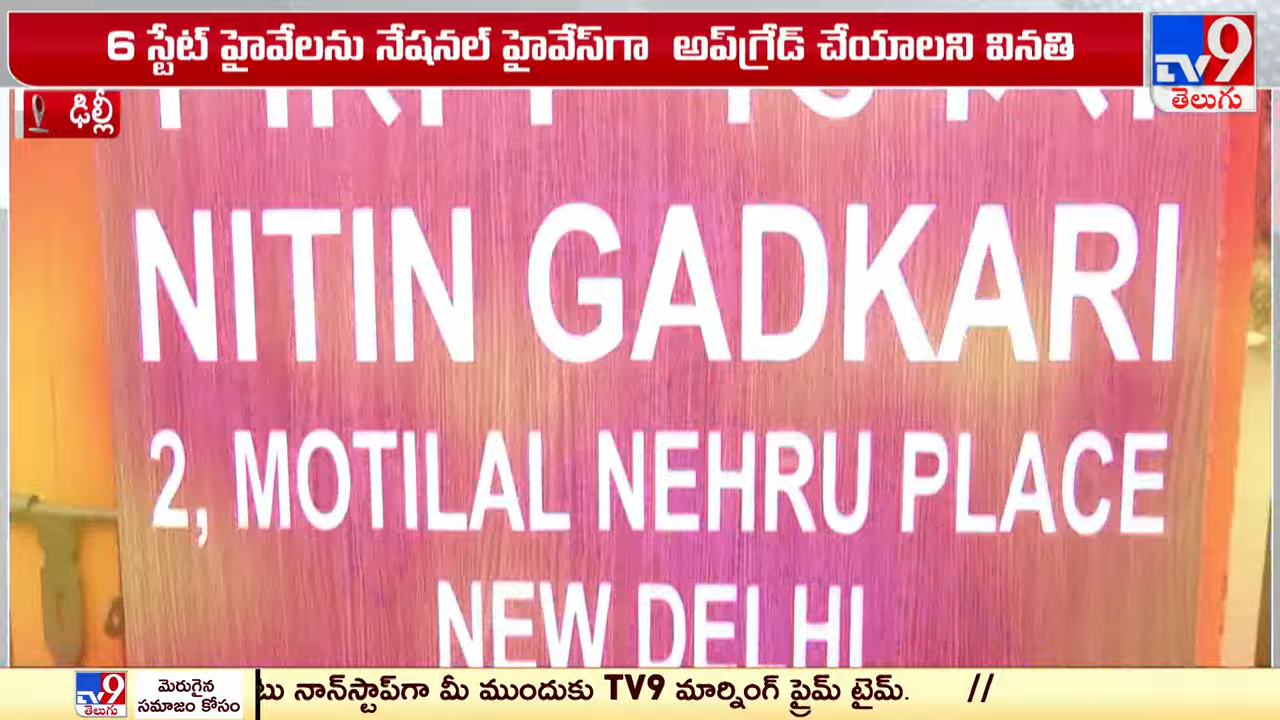 6 స్టేట్ హైవేలను నేషనల్ హైవేస్‌గా అప్‌గ్రేడ్ చేయాలని వినతి
TV9
తెలుగు
ఢిల్లీ
NITIN GADKARI
2, MOTILAL NEHRU PLACE
NEW DELHI
TV9
తెలుగు
మెరుగైన
సమాజం కోసం
నాన్‌స్టాప్‌గా మీ ముందుకు TV9 మార్నింగ్ ప్రైమ్ టైమ్. //